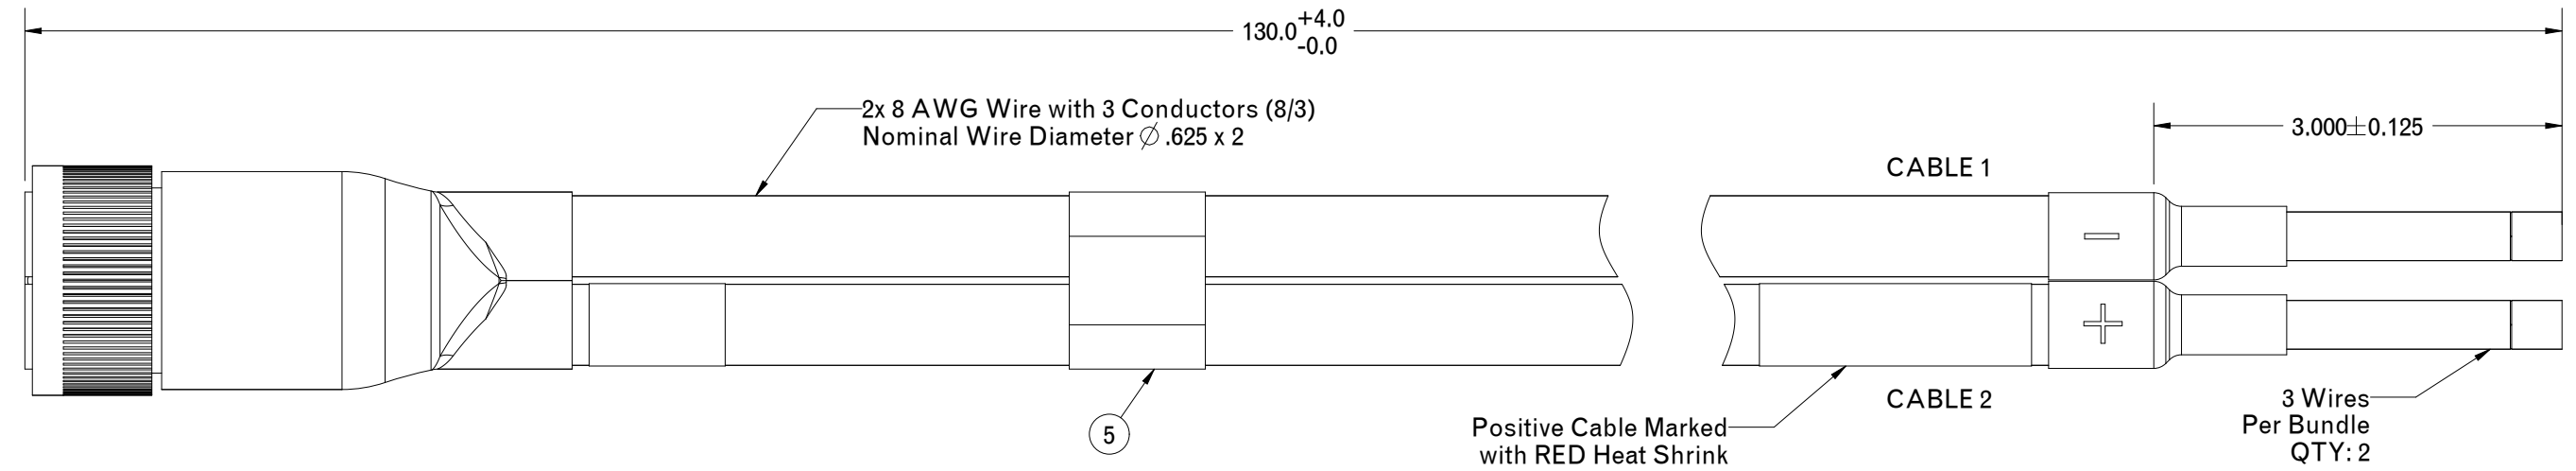 130.0 +4.0
-0.0
2x 8 AWG Wire with 3 Conductors (8/3)
Nominal Wire Diameter ∅ .625 x 2
3.000±0.125
CABLE 1
−
+
CABLE 2
5
Positive Cable Marked
with RED Heat Shrink
3 Wires
Per Bundle
QTY: 2